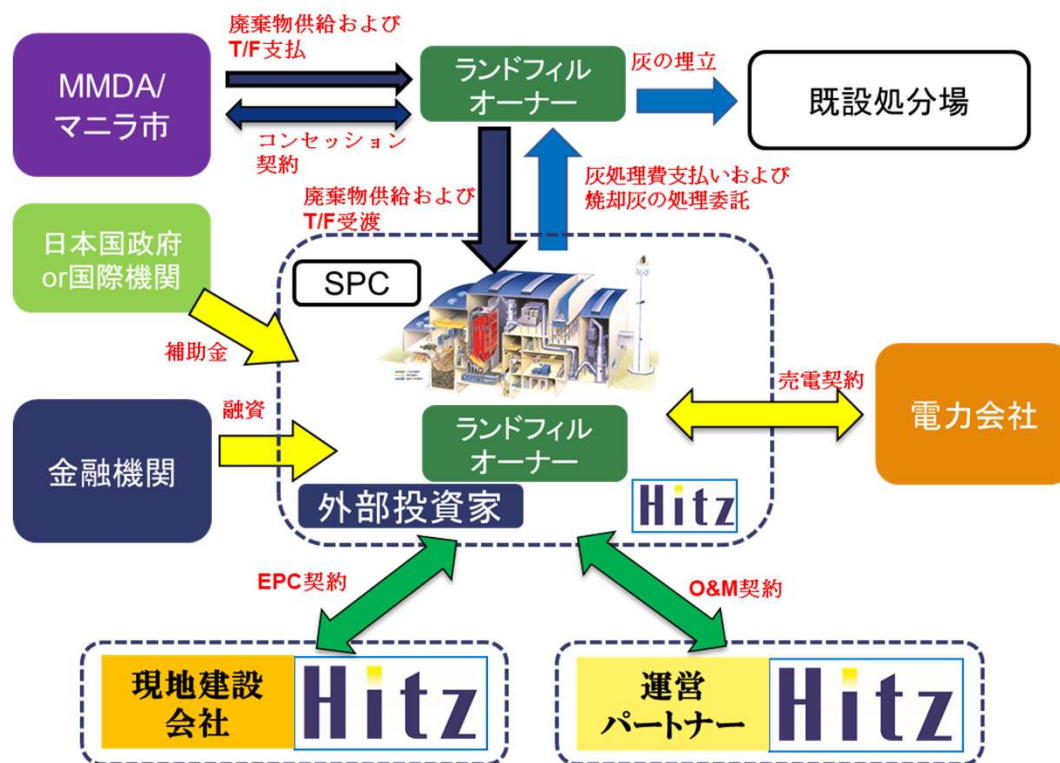 廃棄物供給および
T/F支払
MMDA/
マニラ市
ランドフィル
オーナー
灰の埋立
既設処分場
コンセッション
契約
廃棄物供給および
T/F受渡
灰処理費支払いおよび
焼却灰の処理委託
日本国政府
or国際機関
SPC
補助金
売電契約
融資
金融機関
ランドフィル
オーナー
電力会社
外部投資家
Hitz
EPC契約
O&M契約
現地建設
会社
Hitz
運営
パートナー
Hitz